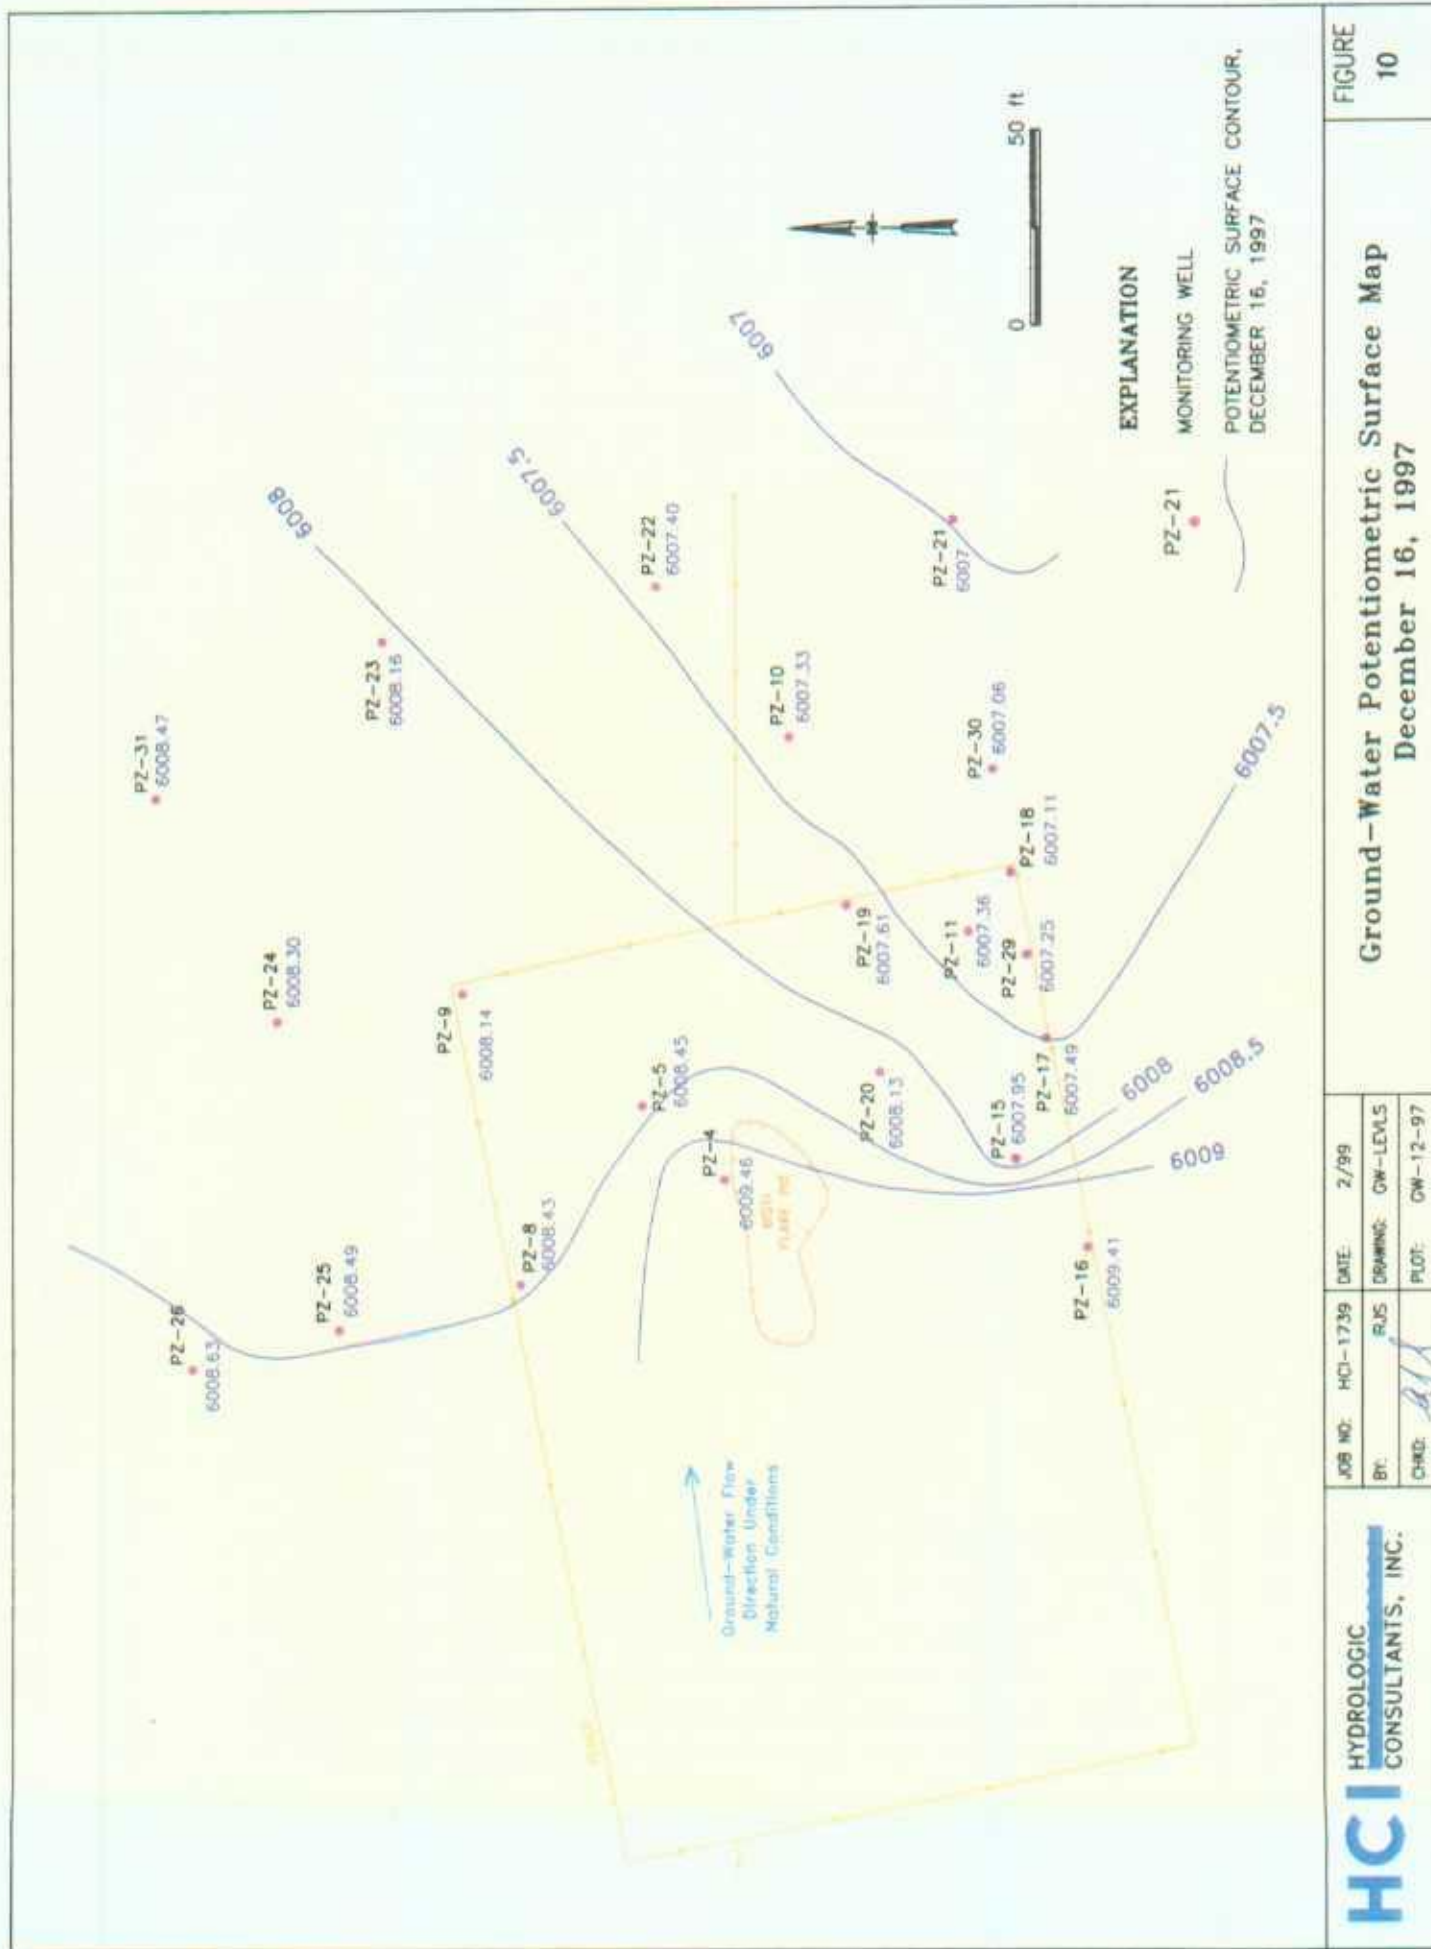 PZ-26
6008.63
PZ-25
6008.49
PZ-24
6008.30
PZ-31
6008.47
PZ-23
6008.16
6008
PZ-8
6008.43
PZ-9
6008.14
6007.5
PZ-22
6007.40
PZ-5
6008.45
PZ-4
6009.46
PZ-10
6007.33
6007
PZ-19
6007.61
PZ-20
6008.13
PZ-11
6007.36
PZ-30
6007.06
PZ-21
6007
PZ-15
6007.95
PZ-29
6007.25
PZ-18
6007.11
PZ-17
6007.49
PZ-16
6009.41
6009
6008.5
6008
6007.5
Ground-Water Flow
Direction Under
Natural Conditions
0 50 ft
EXPLANATION
PZ-21
MONITORING WELL
POTENTIOMETRIC SURFACE CONTOUR,
DECEMBER 16, 1997
HCI HYDROLOGIC
CONSULTANTS, INC.
JOB NO: HCI-1739
BY: RJS
CHKD:
DATE: 2/99
DRAWING: GW-LEVLS
PLOT: GW-12-97
Ground-Water Potentiometric Surface Map
December 16, 1997
FIGURE
10